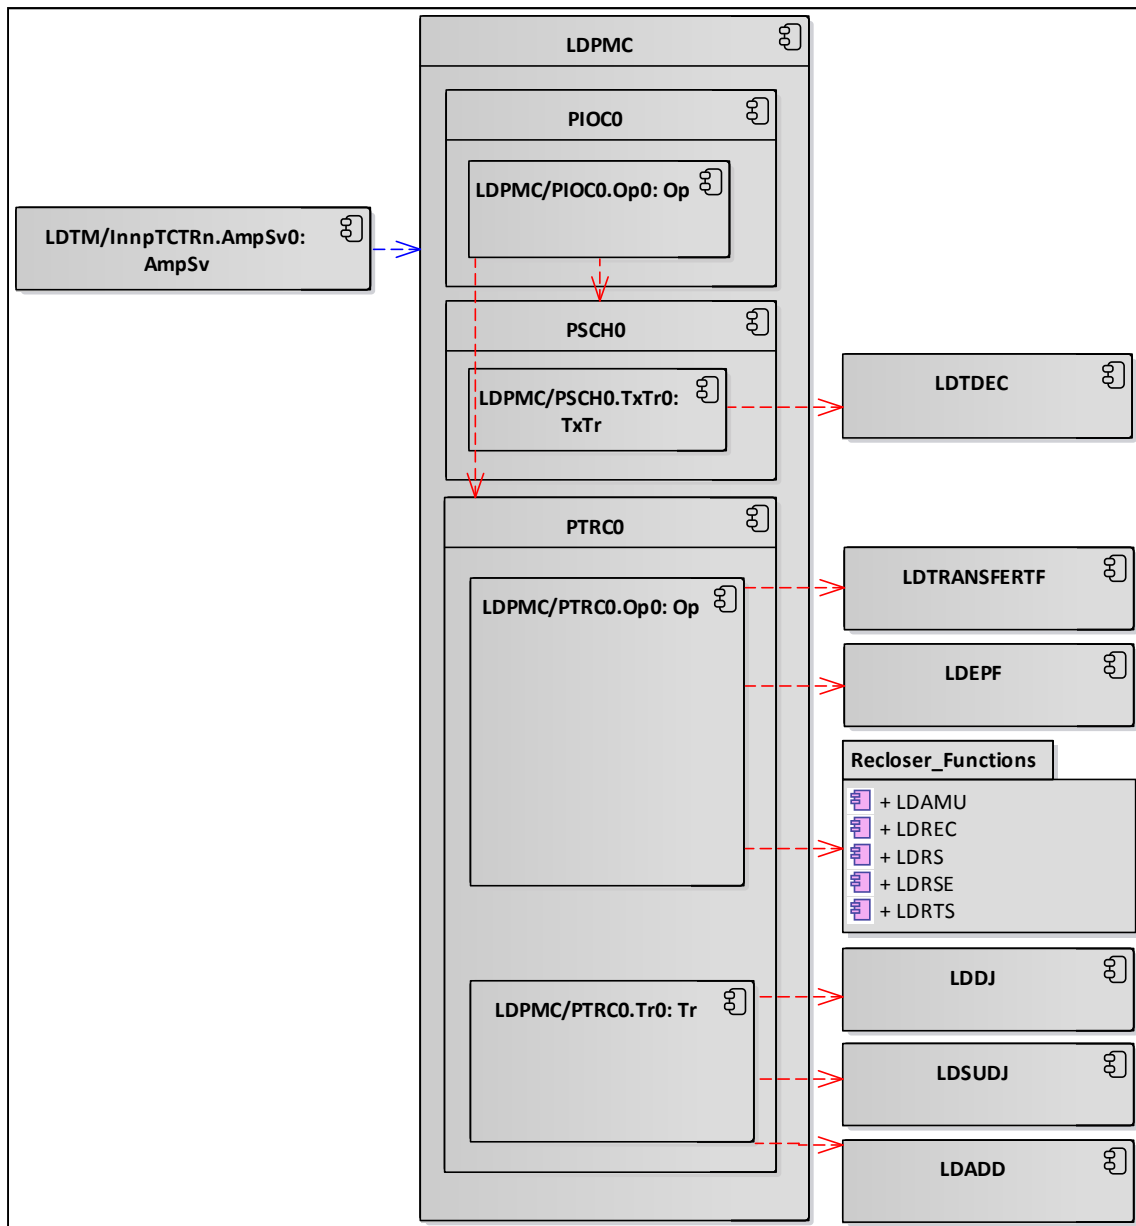 LDPMC
PIOC0
LDPMC/PIOC0.Op0: Op
LDTM/InnpTCTRn.AmpSv0:
AmpSv
PSCH0
LDPMC/PSCH0.TxTr0:
TxTr
LDTDEC
PTRC0
LDPMC/PTRC0.Op0: Op
LDTRANSFERTF
LDEPF
Recloser_Functions
+ LDAMU
+ LDREC
+ LDRS
+ LDRSE
+ LDRTS
LDPMC/PTRC0.Tr0: Tr
LDDJ
LDSUDJ
LDADD